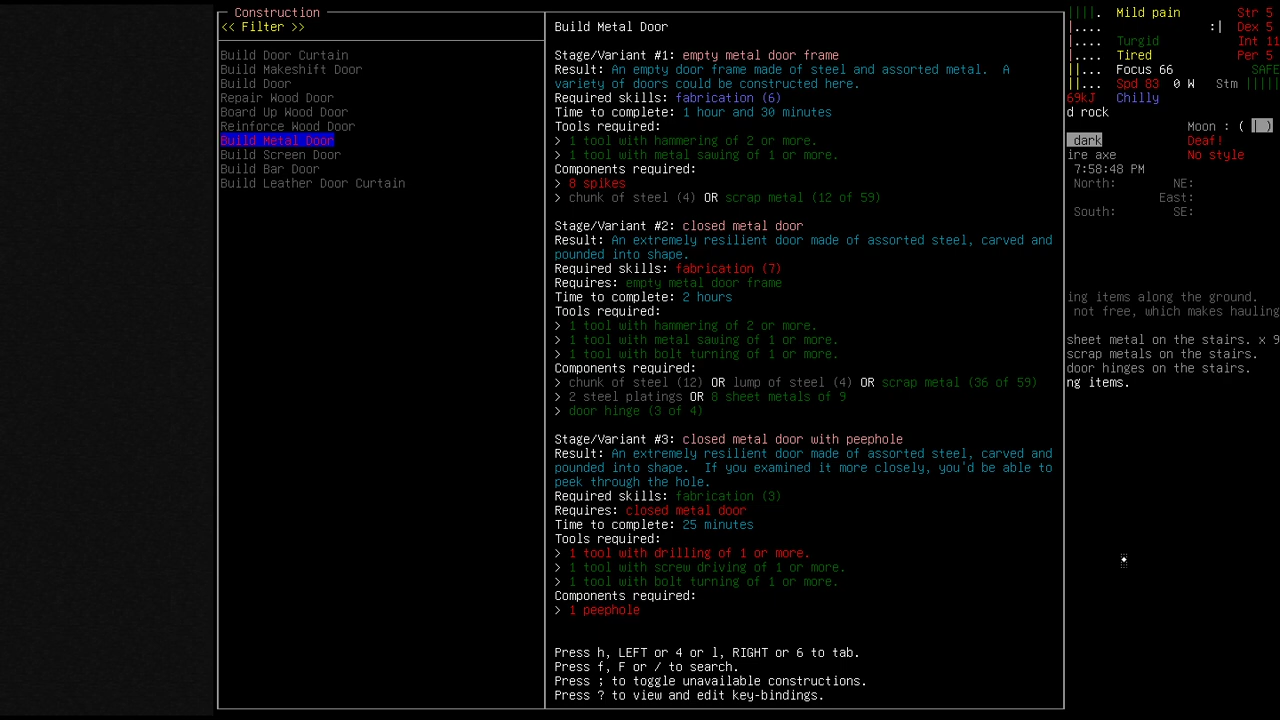 Construction
<< Filter >>
Build Door Curtain
Build Makeshift Door
Build Door
Repair Wood Door
Board Up Wood Door
Reinforce Wood Door
Build Metal Door
Build Screen Door
Build Bar Door
Build Leather Door Curtain
Build Metal Door
Stage/Variant #1: empty metal door frame
Result: An empty door frame made of steel and assorted metal.  A
variety of doors could be constructed here.
Required skills: fabrication (6)
Time to complete: 1 hour and 30 minutes
Tools required:
> 1 tool with hammering of 2 or more.
> 1 tool with metal sawing of 1 or more.
Components required:
> 8 spikes
> chunk of steel (4) OR scrap metal (12 of 59)
Stage/Variant #2: closed metal door
Result: An extremely resilient door made of assorted steel, carved and
pounded into shape.
Required skills: fabrication (7)
Requires: empty metal door frame
Time to complete: 2 hours
Tools required:
> 1 tool with hammering of 2 or more.
> 1 tool with metal sawing of 1 or more.
> 1 tool with bolt turning of 1 or more.
Components required:
> chunk of steel (12) OR lump of steel (4) OR scrap metal (36 of 59)
> 2 steel platings OR 8 sheet metals of 9
> door hinge (3 of 4)
Stage/Variant #3: closed metal door with peephole
Result: An extremely resilient door made of assorted steel, carved and
pounded into shape.  If you examined it more closely, you'd be able to
peek through the hole.
Required skills: fabrication (3)
Requires: closed metal door
Time to complete: 25 minutes
Tools required:
> 1 tool with drilling of 1 or more.
> 1 tool with screw driving of 1 or more.
> 1 tool with bolt turning of 1 or more.
Components required:
> 1 peephole
Press h, LEFT or 4 or l, RIGHT or 6 to tab.
Press f, F or / to search.
Press ; to toggle unavailable constructions.
Press ? to view and edit key-bindings.
||||. Mild pain Str 5
|.... :| Dex 5
|.... Turgid Int 11
|.... Tired Per 5
||... Focus 66 SAFE
||... Spd 83 0 W Stm |||||
69kJ Chilly
d rock
Moon : ( | )
dark Deaf!
ire axe No style
7:58:48 PM
North: NE:
East:
South: SE:
ing items along the ground.
not free, which makes hauling
sheet metal on the stairs. x 9
scrap metals on the stairs.
door hinges on the stairs.
ng items.